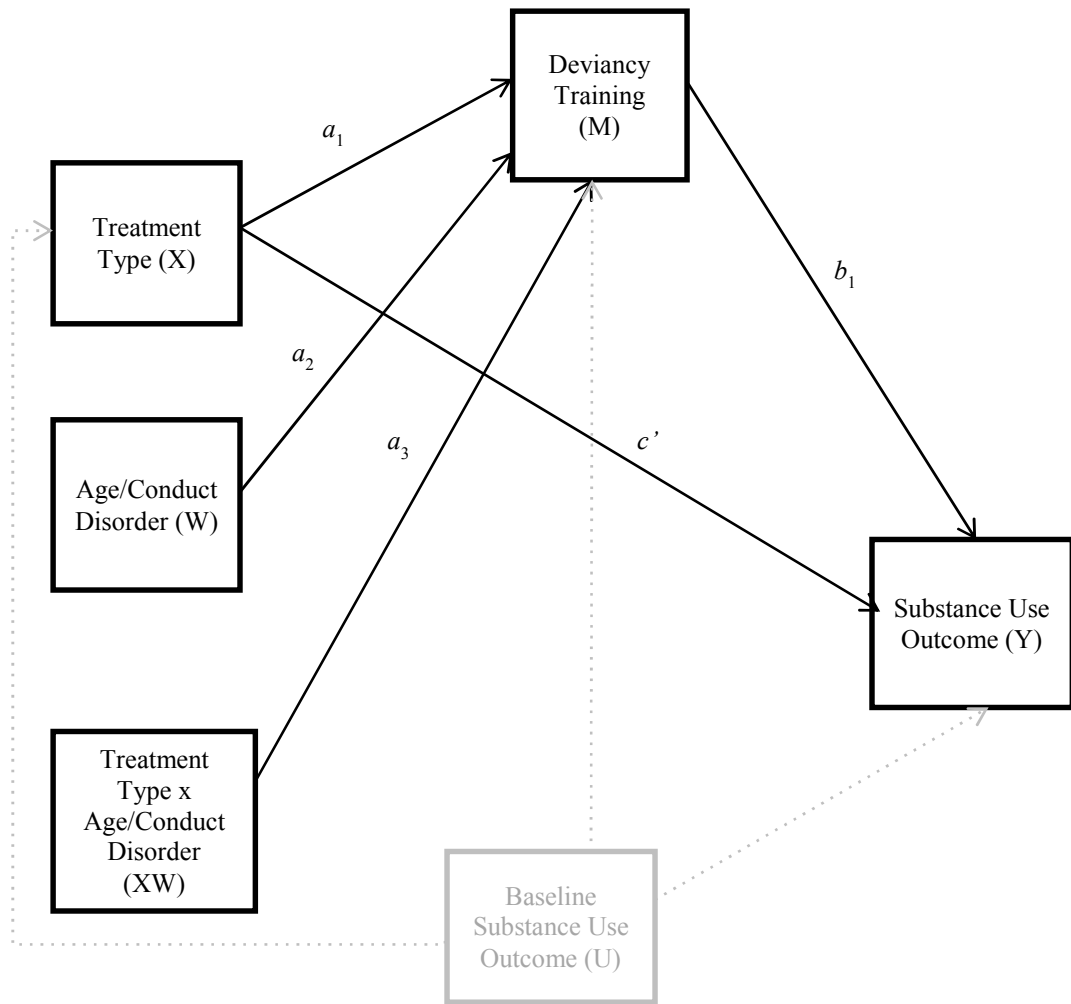 Deviancy
Training
(M)
a1
Treatment
Type (X)
b1
a2
a3
c’
Age/Conduct
Disorder (W)
Substance Use
Outcome (Y)
Treatment
Type x
Age/Conduct
Disorder
(XW)
Baseline
Substance Use
Outcome (U)